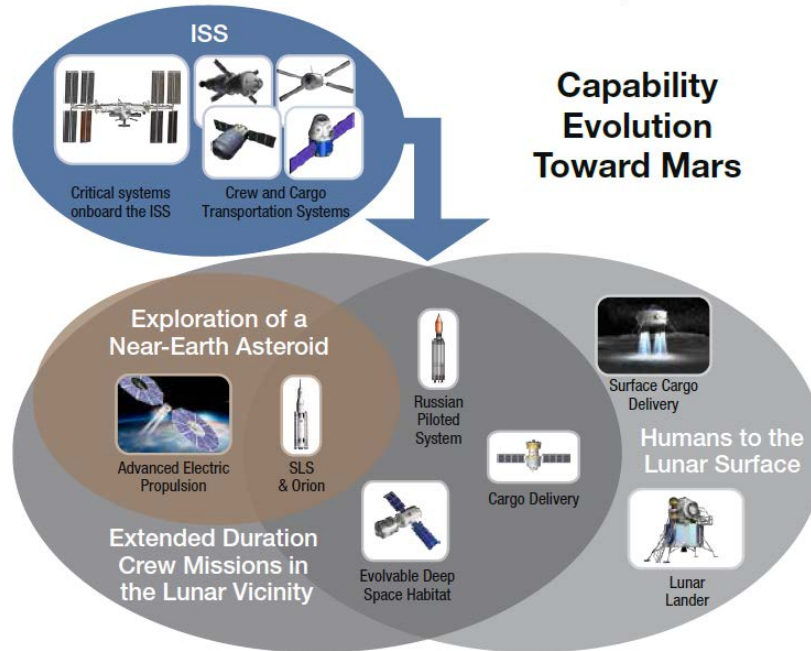 ISS
Critical systems
onboard the ISS
Crew and Cargo
Transportation Systems
Capability
Evolution
Toward Mars
Exploration of a
Near-Earth Asteroid
Advanced Electric
Propulsion
SLS
& Orion
Extended Duration
Crew Missions in
the Lunar Vicinity
Russian
Piloted
System
Cargo Delivery
Evolvable Deep
Space Habitat
Surface Cargo
Delivery
Humans to the
Lunar Surface
Lunar
Lander